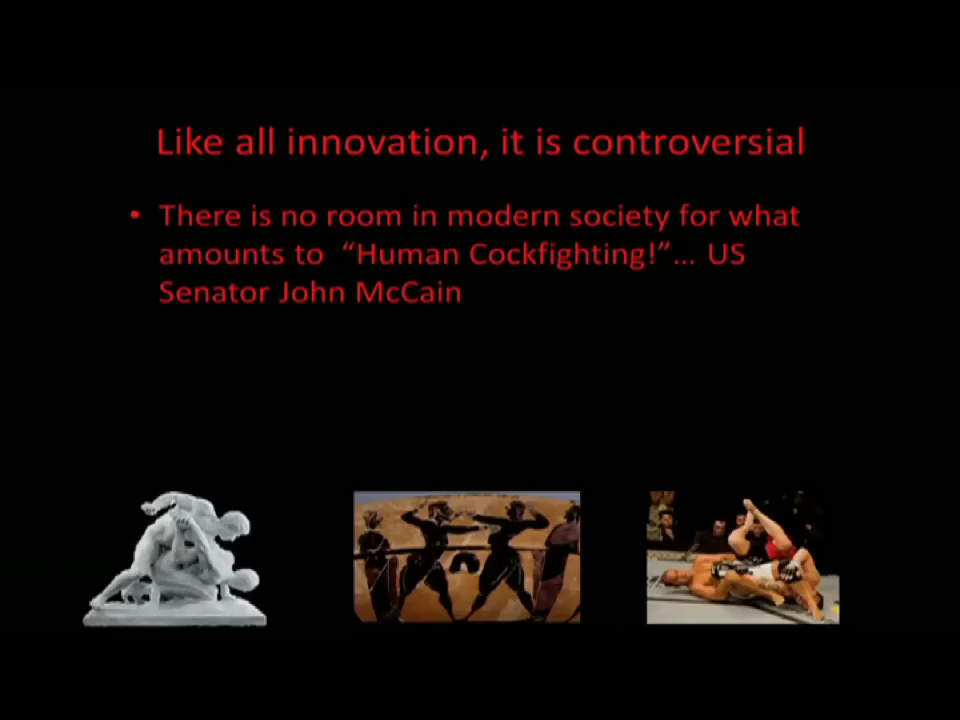 Like all innovation, it is controversial
• There is no room in modern society for what
amounts to  “Human Cockfighting!”… US
Senator John McCain